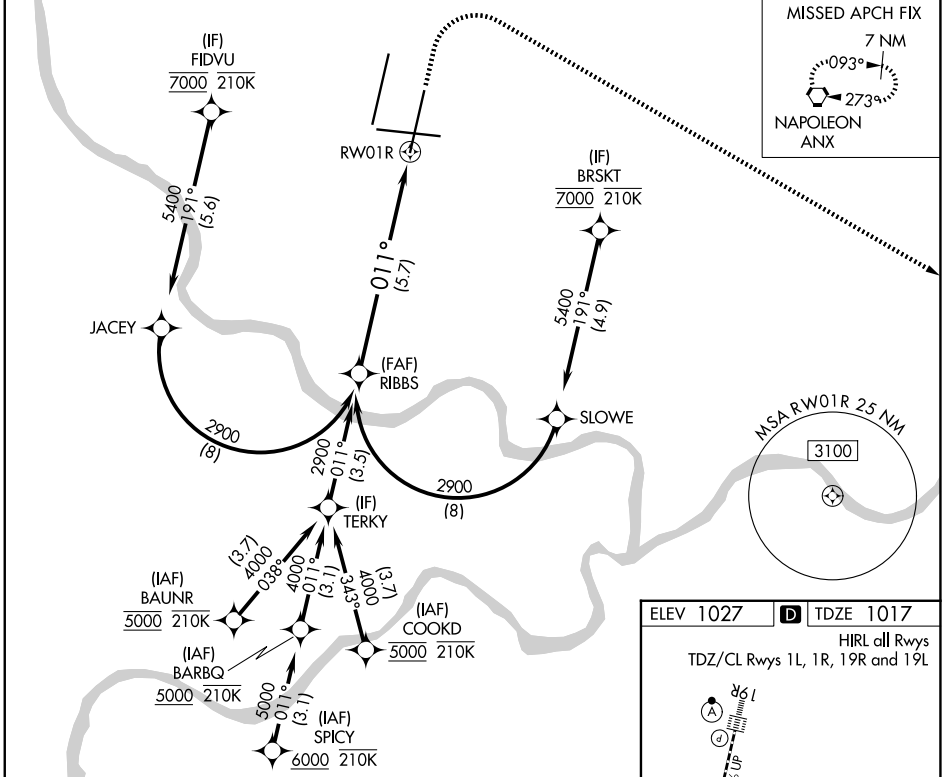 MISSED APCH FIX
7 NM
093°
273°
NAPOLEON
ANX
(IF)
FIDVU
7000 210K
5400
191°
(5.6)
RW01R
(IF)
BRSKT
7000 210K
5400
191°
(4.9)
011°
(5.7)
JACEY
(FAF)
RIBBS
SLOWE
2900
(8)
2900
(8)
2900
011°
(3.5)
(IF)
TERKY
MSA RW01R 25 NM
3100
(3.7)
4000
038°
4000
011°
(3.1)
(3.7)
4000
343°
(IAF)
BAUNR
5000 210K
(IAF)
BARBQ
5000 210K
(IAF)
COOKD
5000 210K
5000
011°
(3.1)
(IAF)
SPICY
6000 210K
ELEV 1027 D TDZE 1017
HIRL all Rwys
TDZ/CL Rwys 1L, 1R, 19R and 19L
19R
A
UP